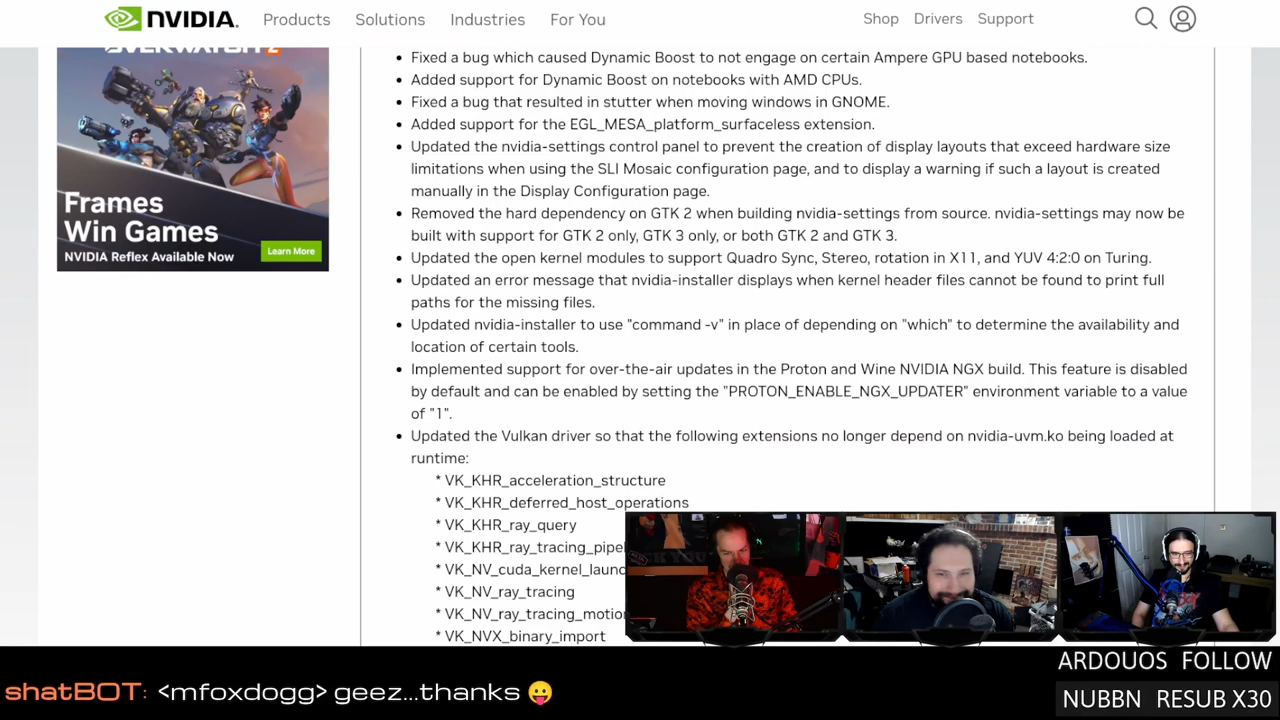 NVIDIA.
Products
Solutions
Industries
For You
Shop
Drivers
Support
OVERWATCH 2
Frames
Win Games
NVIDIA Reflex Available Now
Learn More
• Fixed a bug which caused Dynamic Boost to not engage on certain Ampere GPU based notebooks.
• Added support for Dynamic Boost on notebooks with AMD CPUs.
• Fixed a bug that resulted in stutter when moving windows in GNOME.
• Added support for the EGL_MESA_platform_surfaceless extension.
• Updated the nvidia-settings control panel to prevent the creation of display layouts that exceed hardware size
limitations when using the SLI Mosaic configuration page, and to display a warning if such a layout is created
manually in the Display Configuration page.
• Removed the hard dependency on GTK 2 when building nvidia-settings from source. nvidia-settings may now be
built with support for GTK 2 only, GTK 3 only, or both GTK 2 and GTK 3.
• Updated the open kernel modules to support Quadro Sync, Stereo, rotation in X11, and YUV 4:2:0 on Turing.
• Updated an error message that nvidia-installer displays when kernel header files cannot be found to print full
paths for the missing files.
• Updated nvidia-installer to use "command -v" in place of depending on "which" to determine the availability and
location of certain tools.
• Implemented support for over-the-air updates in the Proton and Wine NVIDIA NGX build. This feature is disabled
by default and can be enabled by setting the "PROTON_ENABLE_NGX_UPDATER" environment variable to a value
of "1".
• Updated the Vulkan driver so that the following extensions no longer depend on nvidia-uvm.ko being loaded at
runtime:
* VK_KHR_acceleration_structure
* VK_KHR_deferred_host_operations
* VK_KHR_ray_query
* VK_KHR_ray_tracing_pipel
* VK_NV_cuda_kernel_launc
* VK_NV_ray_tracing
* VK_NV_ray_tracing_motio
* VK_NVX_binary_import
shatBOT: <mfoxdogg> geez...thanks 😛
ARDOUOS FOLLOW
NUBBN RESUB X30